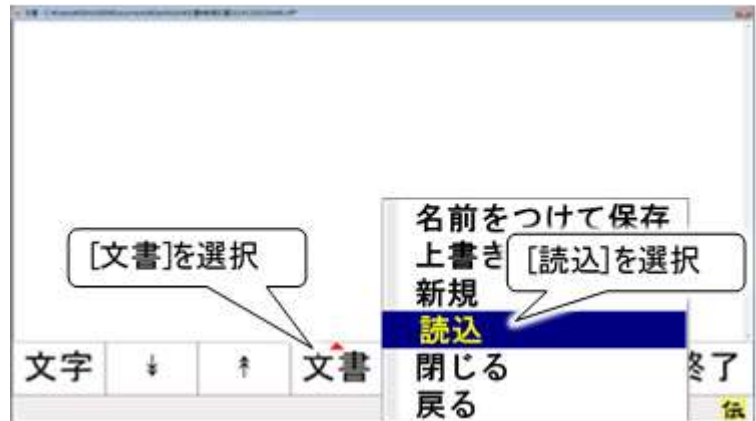 名前をつけて保存
[文書]を選択
上書き
[読込]を選択
新規
読込
文字
文書
閉じる
終了
戻る
伝